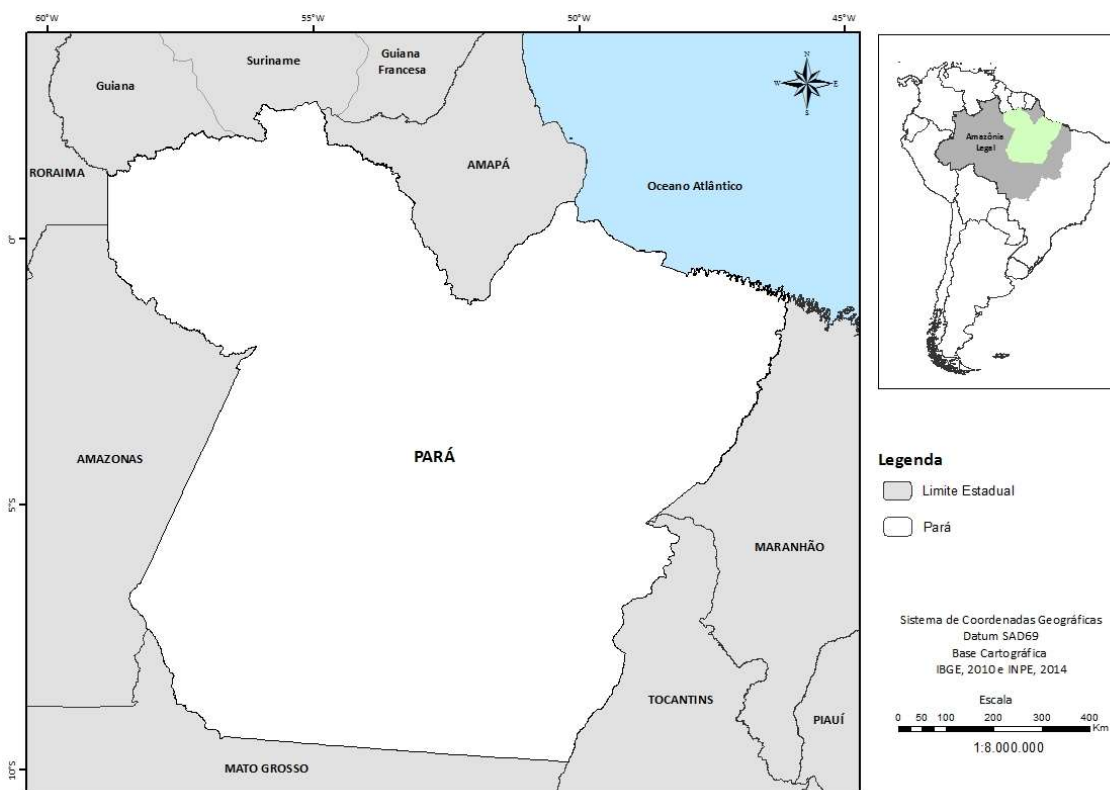 60°W
55°W
50°W
45°W
Guiana
Suriname
Guiana
Francesa
N
W
E
S
RORAIMA
AMAPÁ
Oceano Atlântico
0°
AMAZONAS
PARÁ
5°S
MARANHÃO
TOCANTINS
PIAUÍ
MATO GROSSO
10°S
Amazônia
Legal
Legenda
Limite Estadual
Pará
Sistema de Coordenadas Geográficas
Datum SAD69
Base Cartográfica
IBGE, 2010 e INPE, 2014
Escala
0 50 100 200 300 400
Km
1:8.000.000